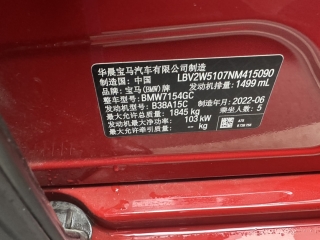 华晨宝马汽车有限公司制造
制造国：中国 LBV2W5107NM415090
品牌：宝马(BMW)牌 发动机排量：1499 mL
整车型号：BMW7154GC
发动机型号：B38A15C 制造年月：2022-06
最大允许总质量：1845 kg 乘坐人数：5
发动机最大净功率：103 kW
最大允许牵引质量：-- kg